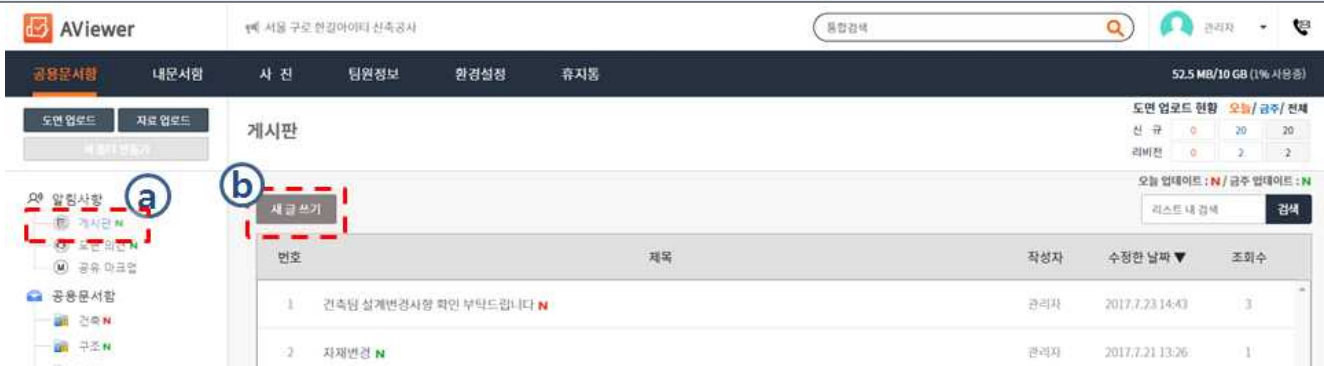 AViewer
서울 구로 한길아이티 신축공사
통합검색
관리자
공용문서함 내문서함 사 진 팀원정보 환경설정 휴지통
52.5 MB/10 GB (1% 사용중)
도면 업로드 자료 업로드
새 폴더 만들기
게시판
도면 업로드 현황 오늘/ 금주/ 전체
신 규 0 20 20
리비전 0 2 2
오늘 업데이트 : N / 금주 업데이트 : N
알림사항
ⓐ
ⓑ
게시판 N
도면 의견 N
공유 마크업
새 글 쓰기
리스트 내 검색 검색
번호 제목 작성자 수정한 날짜 ▼ 조회수
1 건축팀 설계변경사항 확인 부탁드립니다 N 관리자 2017.7.23 14:43 3
2 자재변경 N 관리자 2017.7.21 13:26 1
공용문서함
건축 N
구조 N